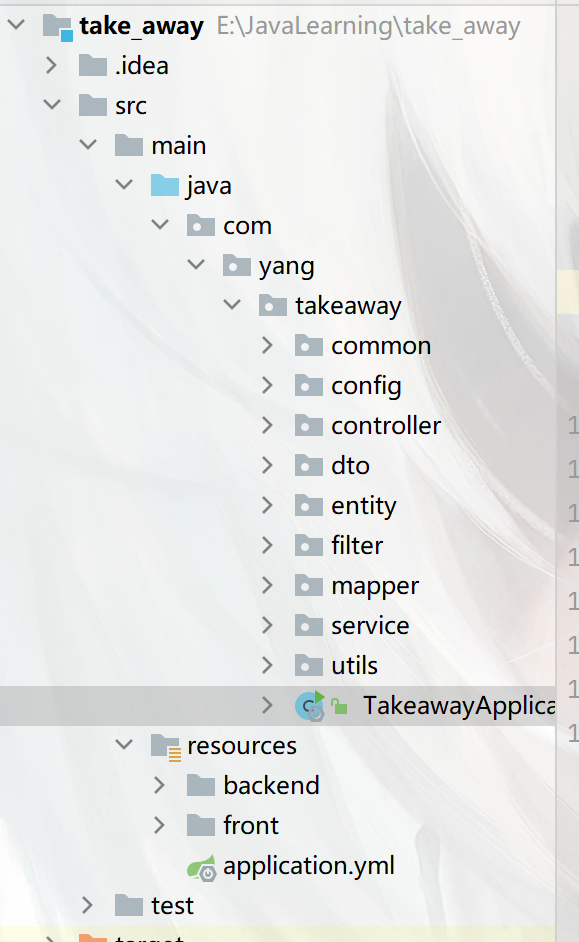 take_away E:\JavaLearning\take_away
.idea
src
main
java
com
yang
takeaway
common
config
controller
dto
entity
filter
mapper
service
utils
TakeawayApplica
resources
backend
front
application.yml
test
target